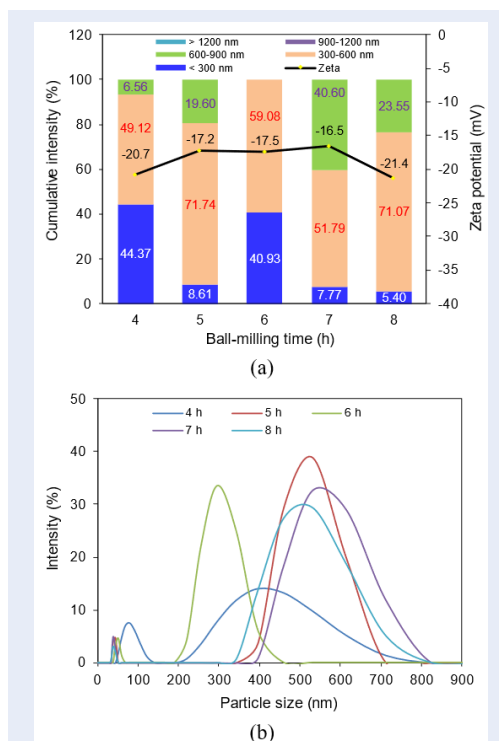 > 1200 nm 900-1200 nm
600-900 nm 300-600 nm
< 300 nm Zeta
Cumulative intensity (%)
120
100
80
60
40
20
0
6.56
49.12
-20.7
44.37
19.60
-17.2
71.74
8.61
59.08
-17.5
40.93
40.60
-16.5
51.79
7.77
23.55
-21.4
71.07
5.40
0
-5
-10
-15
-20
-25
-30
-35
-40
Zeta potential (mV)
4 5 6 7 8
Ball-milling time (h)
(a)
4 h 5 h 6 h
7 h 8 h
Intensity (%)
50
40
30
20
10
0
0 100 200 300 400 500 600 700 800 900
Particle size (nm)
(b)